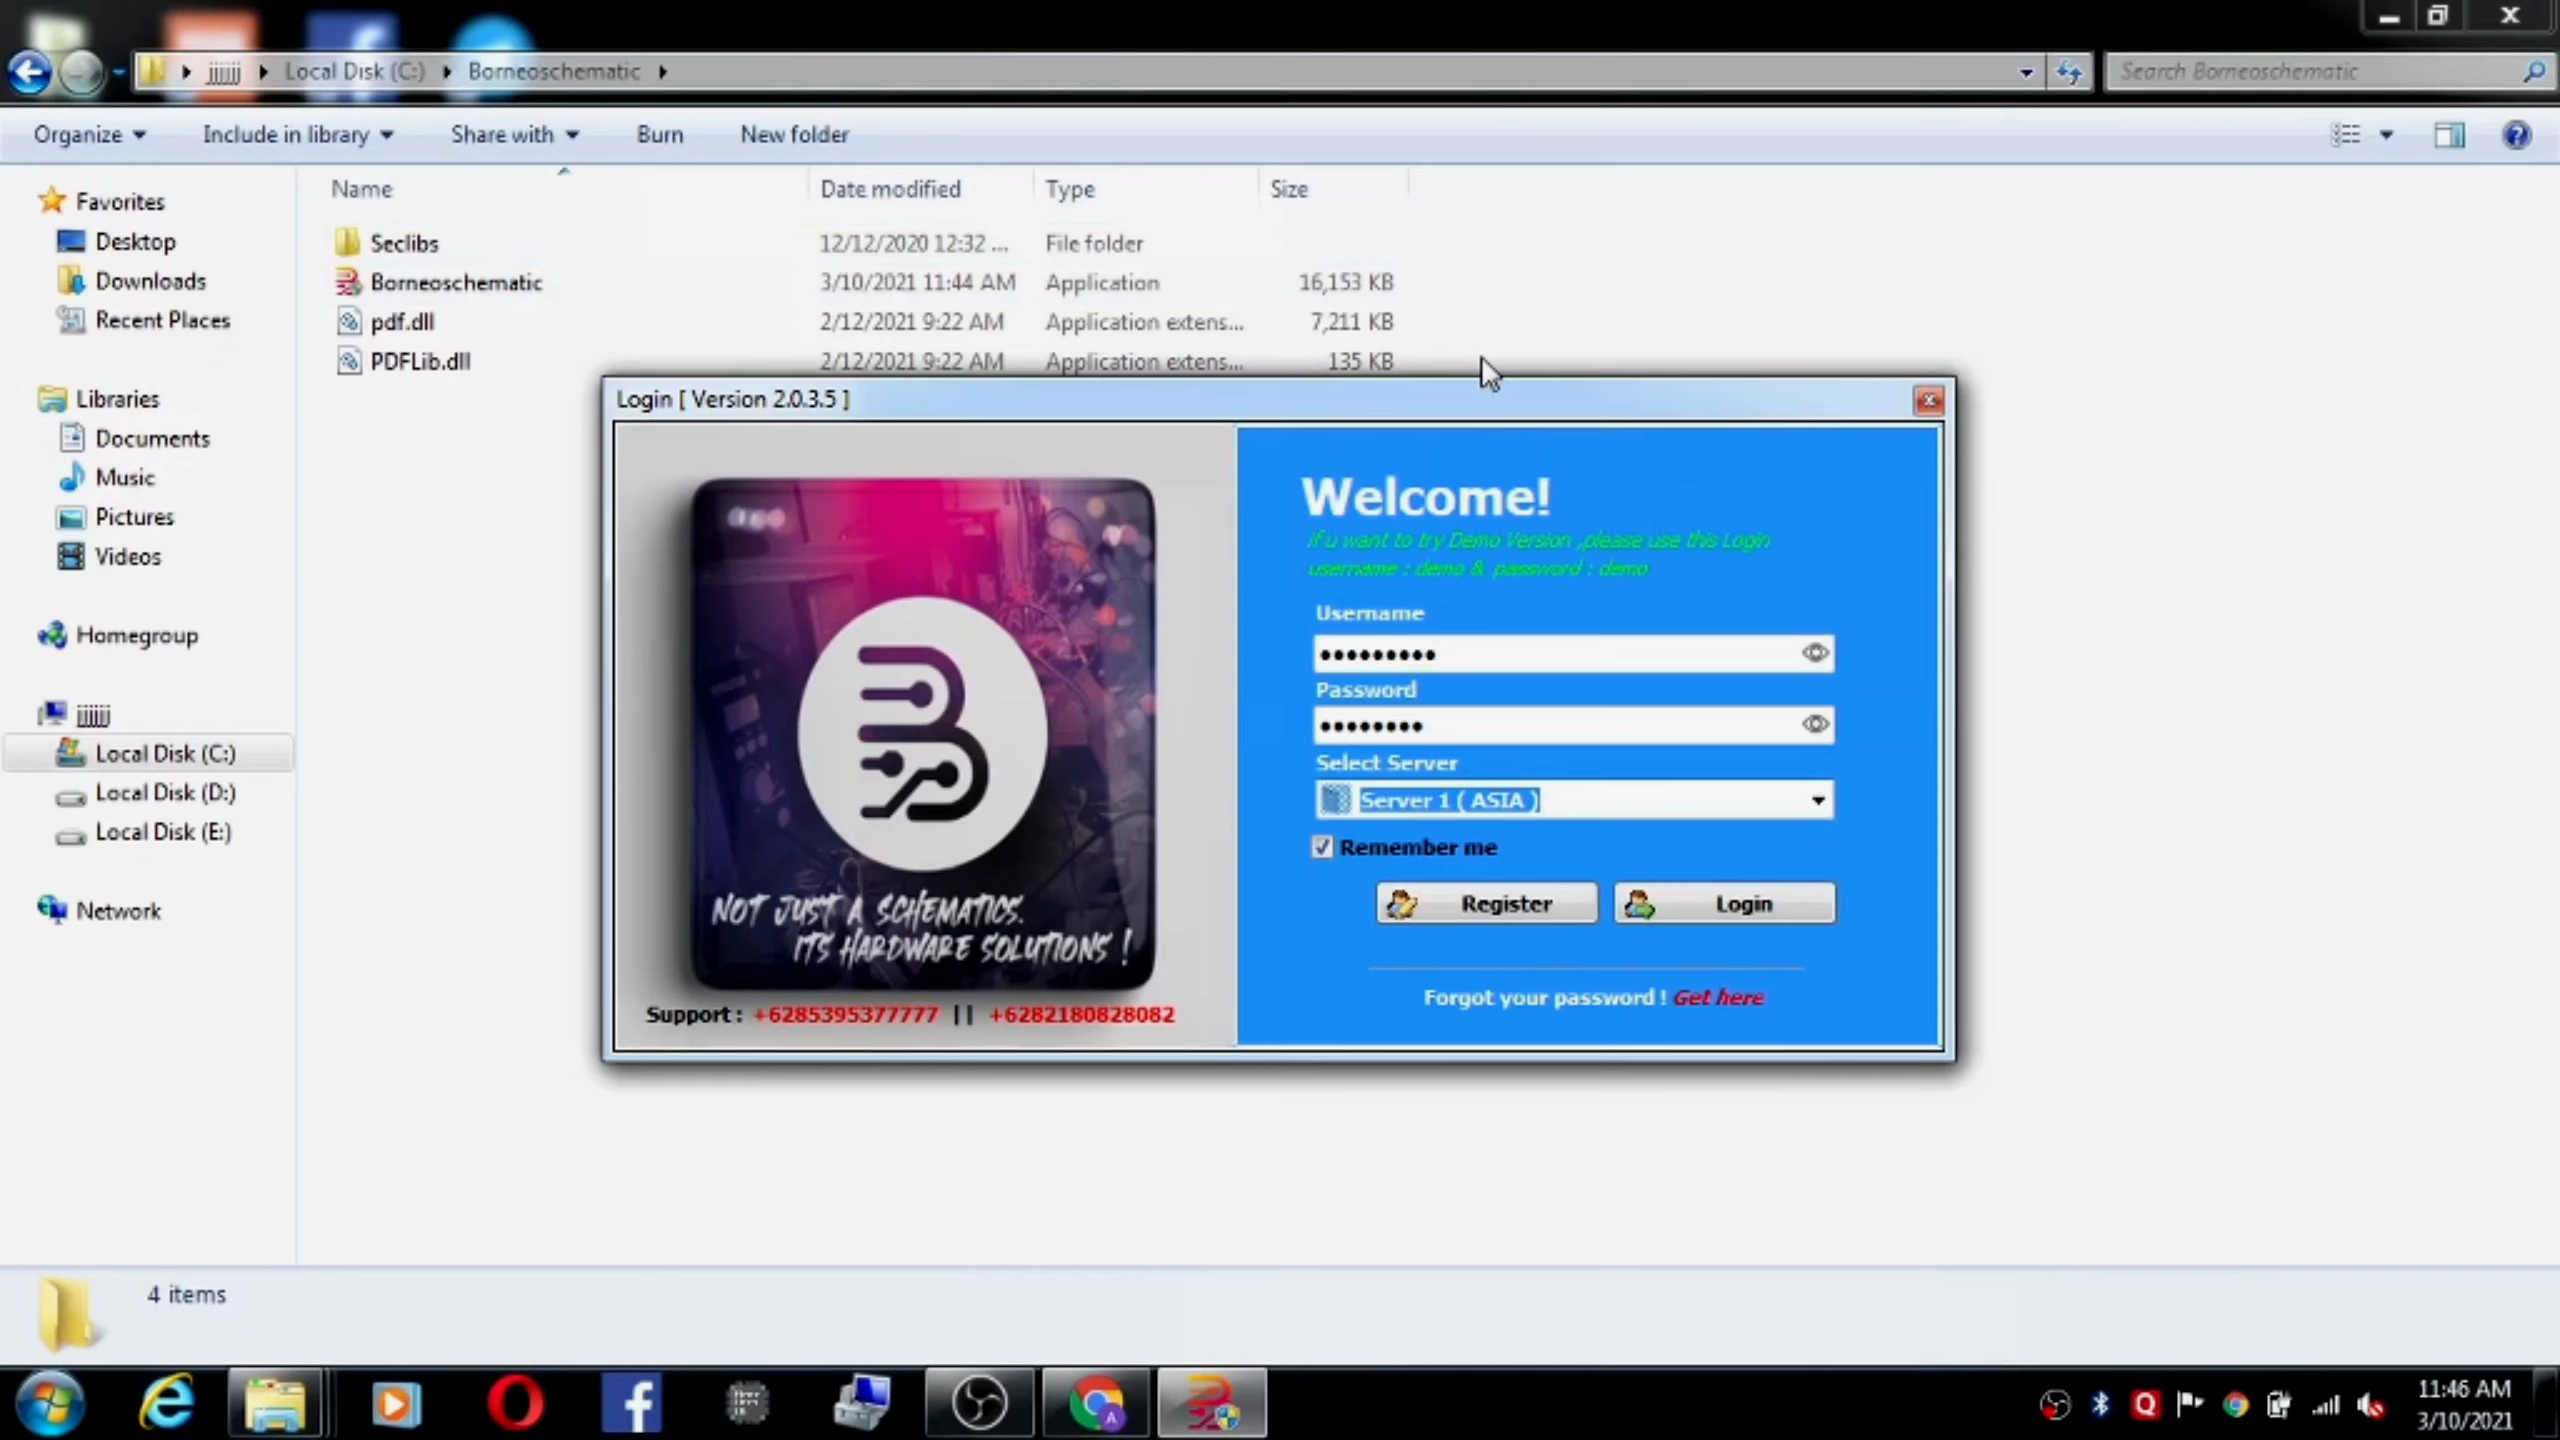 jjjjjj Local Disk (C:) Borneoschematic
Search Borneoschematic
Organize Include in library Share with Burn New folder
Name Date modified Type Size
Favorites
Desktop
Downloads
Recent Places
Libraries
Documents
Music
Pictures
Videos
Homegroup
jjjjjj
Local Disk (C:)
Local Disk (D:)
Local Disk (E:)
Network
Seclibs 12/12/2020 12:32 ... File folder
Borneoschematic 3/10/2021 11:44 AM Application 16,153 KB
pdf.dll 2/12/2021 9:22 AM Application extens... 7,211 KB
PDFLib.dll 2/12/2021 9:22 AM Application extens... 135 KB
Login [ Version 2.0.3.5 ]
NOT JUST A SCHEMATICS.
ITS HARDWARE SOLUTIONS !
Support : +6285395377777 || +6282180828082
Welcome!
if u want to try Demo Version ,please use this Login
username : demo & password : demo
Username
•••••••••
Password
••••••••
Select Server
Server 1 ( ASIA )
Remember me
Register Login
Forgot your password ! Get here
4 items
11:46 AM
3/10/2021